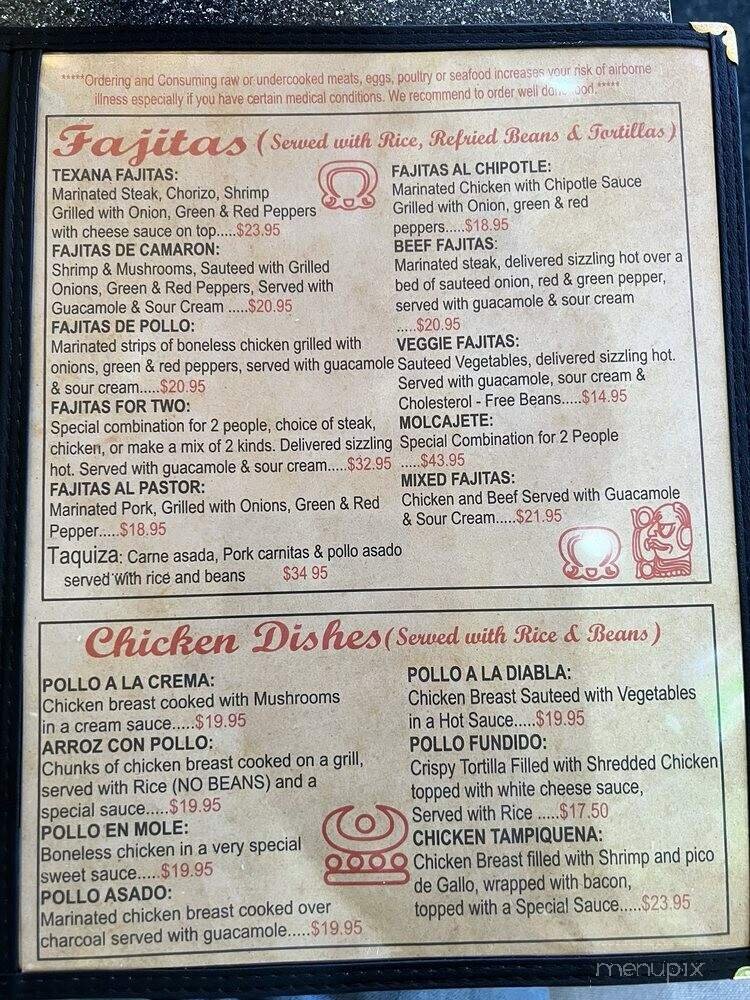 *****Ordering and Consuming raw or undercooked meats, eggs, poultry or seafood increases your risk of airborne
illness especially if you have certain medical conditions. We recommend to order well done food.*****
Fajitas (Served with Rice, Refried Beans & Tortillas)
TEXANA FAJITAS:
Marinated Steak, Chorizo, Shrimp
Grilled with Onion, Green & Red Peppers
with cheese sauce on top.....$23.95
FAJITAS DE CAMARON:
Shrimp & Mushrooms, Sauteed with Grilled
Onions, Green & Red Peppers, Served with
Guacamole & Sour Cream .....$20.95
FAJITAS DE POLLO:
Marinated strips of boneless chicken grilled with
onions, green & red peppers, served with guacamole
& sour cream.....$20.95
FAJITAS FOR TWO:
Special combination for 2 people, choice of steak,
chicken, or make a mix of 2 kinds. Delivered sizzling
hot. Served with guacamole & sour cream.....$32.95
FAJITAS AL PASTOR:
Marinated Pork, Grilled with Onions, Green & Red
Pepper.....$18.95
Taquiza: Carne asada, Pork carnitas & pollo asado
served with rice and beans $34 95
FAJITAS AL CHIPOTLE:
Marinated Chicken with Chipotle Sauce
Grilled with Onion, green & red
peppers.....$18.95
BEEF FAJITAS:
Marinated steak, delivered sizzling hot over a
bed of sauteed onion, red & green pepper,
served with guacamole & sour cream
.....$20.95
VEGGIE FAJITAS:
Sauteed Vegetables, delivered sizzling hot.
Served with guacamole, sour cream &
Cholesterol - Free Beans.....$14.95
MOLCAJETE:
Special Combination for 2 People
.....$43.95
MIXED FAJITAS:
Chicken and Beef Served with Guacamole
& Sour Cream.....$21.95
Chicken Dishes (Served with Rice & Beans)
POLLO A LA CREMA:
Chicken breast cooked with Mushrooms
in a cream sauce.....$19.95
ARROZ CON POLLO:
Chunks of chicken breast cooked on a grill,
served with Rice (NO BEANS) and a
special sauce.....$19.95
POLLO EN MOLE:
Boneless chicken in a very special
sweet sauce.....$19.95
POLLO ASADO:
Marinated chicken breast cooked over
charcoal served with guacamole.....$19.95
POLLO A LA DIABLA:
Chicken Breast Sauteed with Vegetables
in a Hot Sauce.....$19.95
POLLO FUNDIDO:
Crispy Tortilla Filled with Shredded Chicken
topped with white cheese sauce,
Served with Rice .....$17.50
CHICKEN TAMPIQUENA:
Chicken Breast filled with Shrimp and pico
de Gallo, wrapped with bacon,
topped with a Special Sauce.....$23.95
menupix